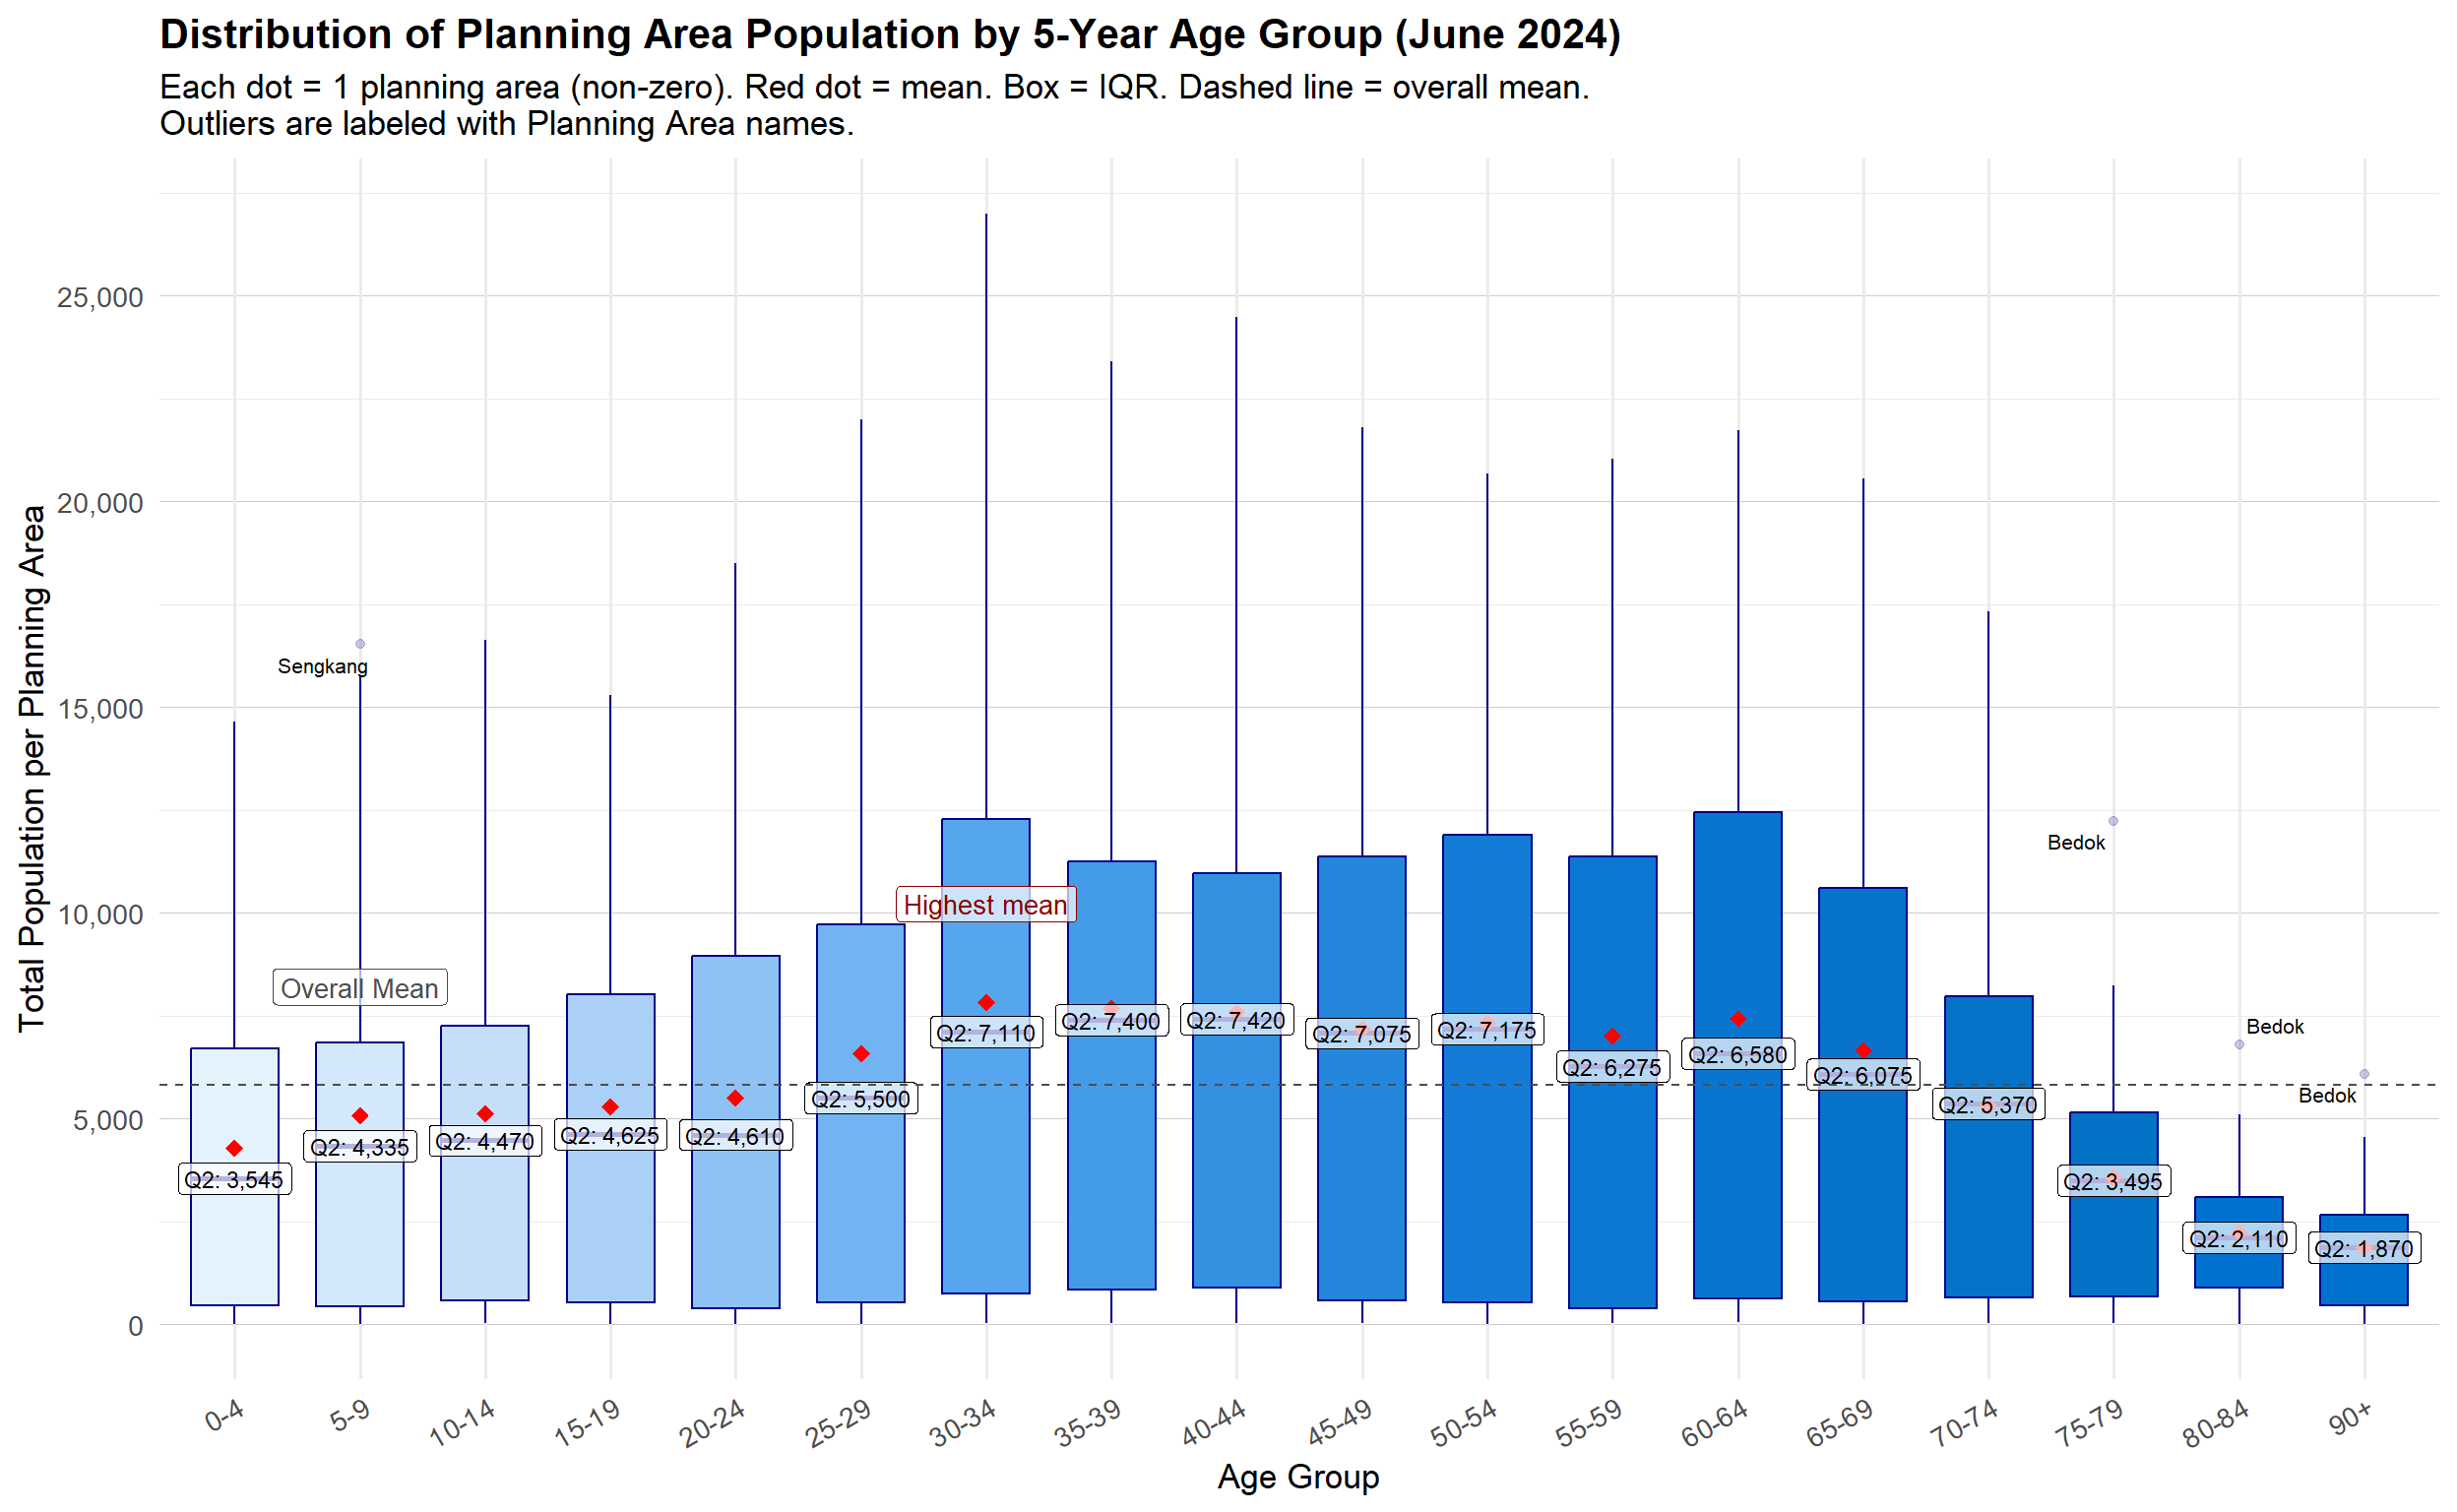 Distribution of Planning Area Population by 5-Year Age Group (June 2024)
Each dot = 1 planning area (non-zero). Red dot = mean. Box = IQR. Dashed line = overall mean.
Outliers are labeled with Planning Area names.
Total Population per Planning Area
25,000
20,000
15,000
10,000
5,000
0
Sengkang
Bedok
Highest mean
Overall Mean
Bedok
Bedok
Q2: 3,545
Q2: 4,335
Q2: 4,470
Q2: 4,625
Q2: 4,610
Q2: 5,500
Q2: 7,110
Q2: 7,400
Q2: 7,420
Q2: 7,075
Q2: 7,175
Q2: 6,275
Q2: 6,580
Q2: 6,075
Q2: 5,370
Q2: 3,495
Q2: 2,110
Q2: 1,870
0-4
5-9
10-14
15-19
20-24
25-29
30-34
35-39
40-44
45-49
50-54
55-59
60-64
65-69
70-74
75-79
80-84
90+
Age Group